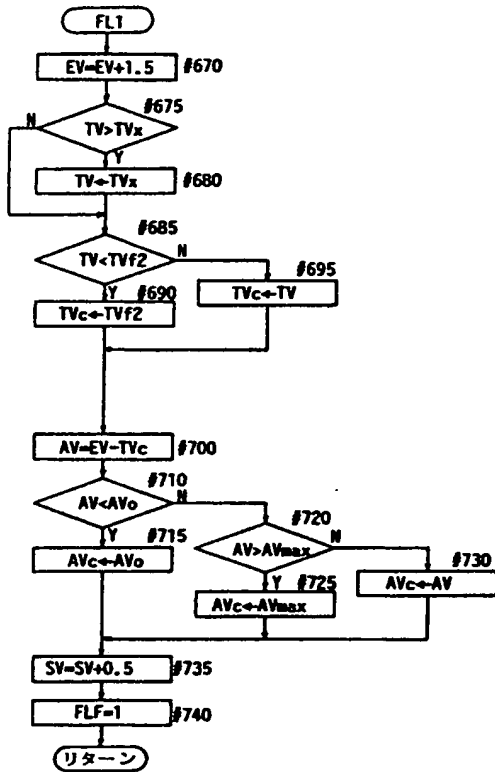 FL1
EV=EV+1.5 #670
#675
N TV>TVx
Y
TV←TVx #680
#685
TV<TVf2 N
Y #690 #695
TVc←TVf2 TVc←TV
AV=EV-TVc #700
#710
AV<AVo N
#720
Y #715 AV>AVmax N
AVc←AVo #730
Y #725 AVc←AV
AVc←AVmax
SV=SV+0.5 #735
FLF=1 #740
リターン